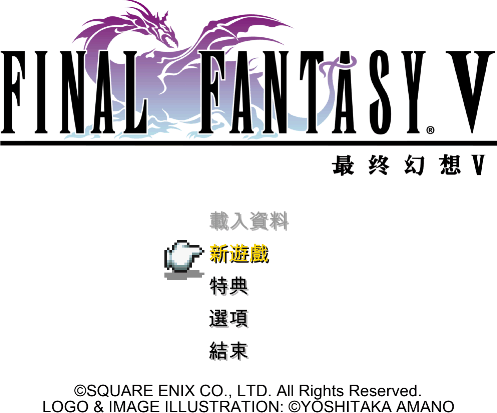 FINAL FANTASY® V
最终幻想V
載入資料
新遊戲
特典
選項
結束
©SQUARE ENIX CO., LTD. All Rights Reserved.
LOGO & IMAGE ILLUSTRATION: ©YOSHITAKA AMANO